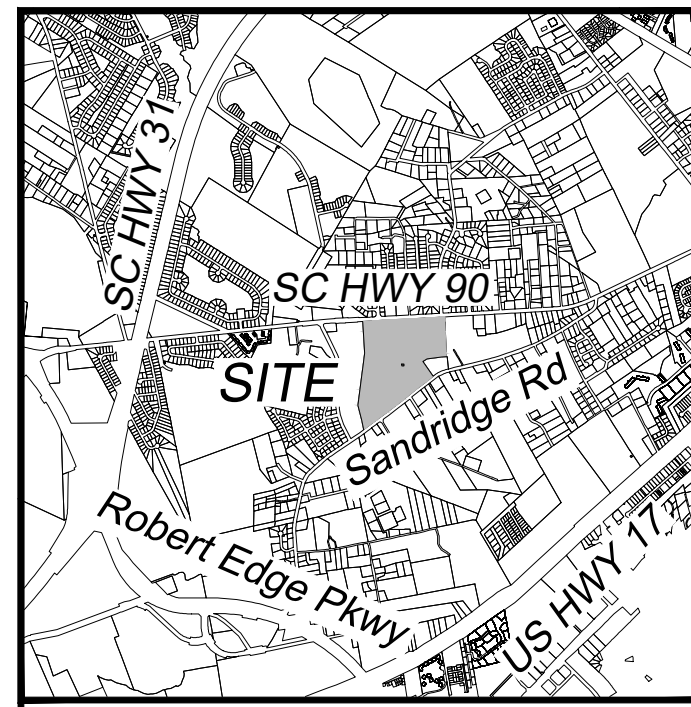 SC HWY 31
SC HWY 90
SITE
Sandridge Rd
Robert Edge Pkwy
US HWY 17